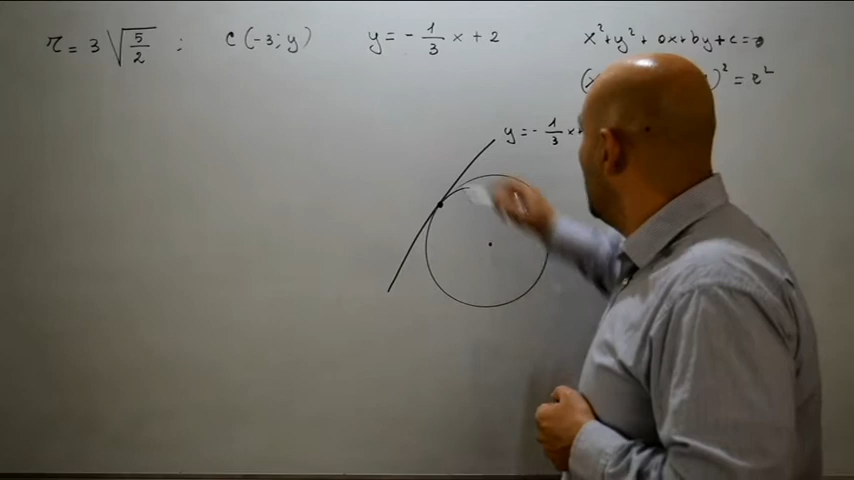 r = 3√5/2 ; C(-3; y) y = - 1/3 x + 2 x² + y² + ax + by + c = 0
)² = r²
y = - 1/3 x